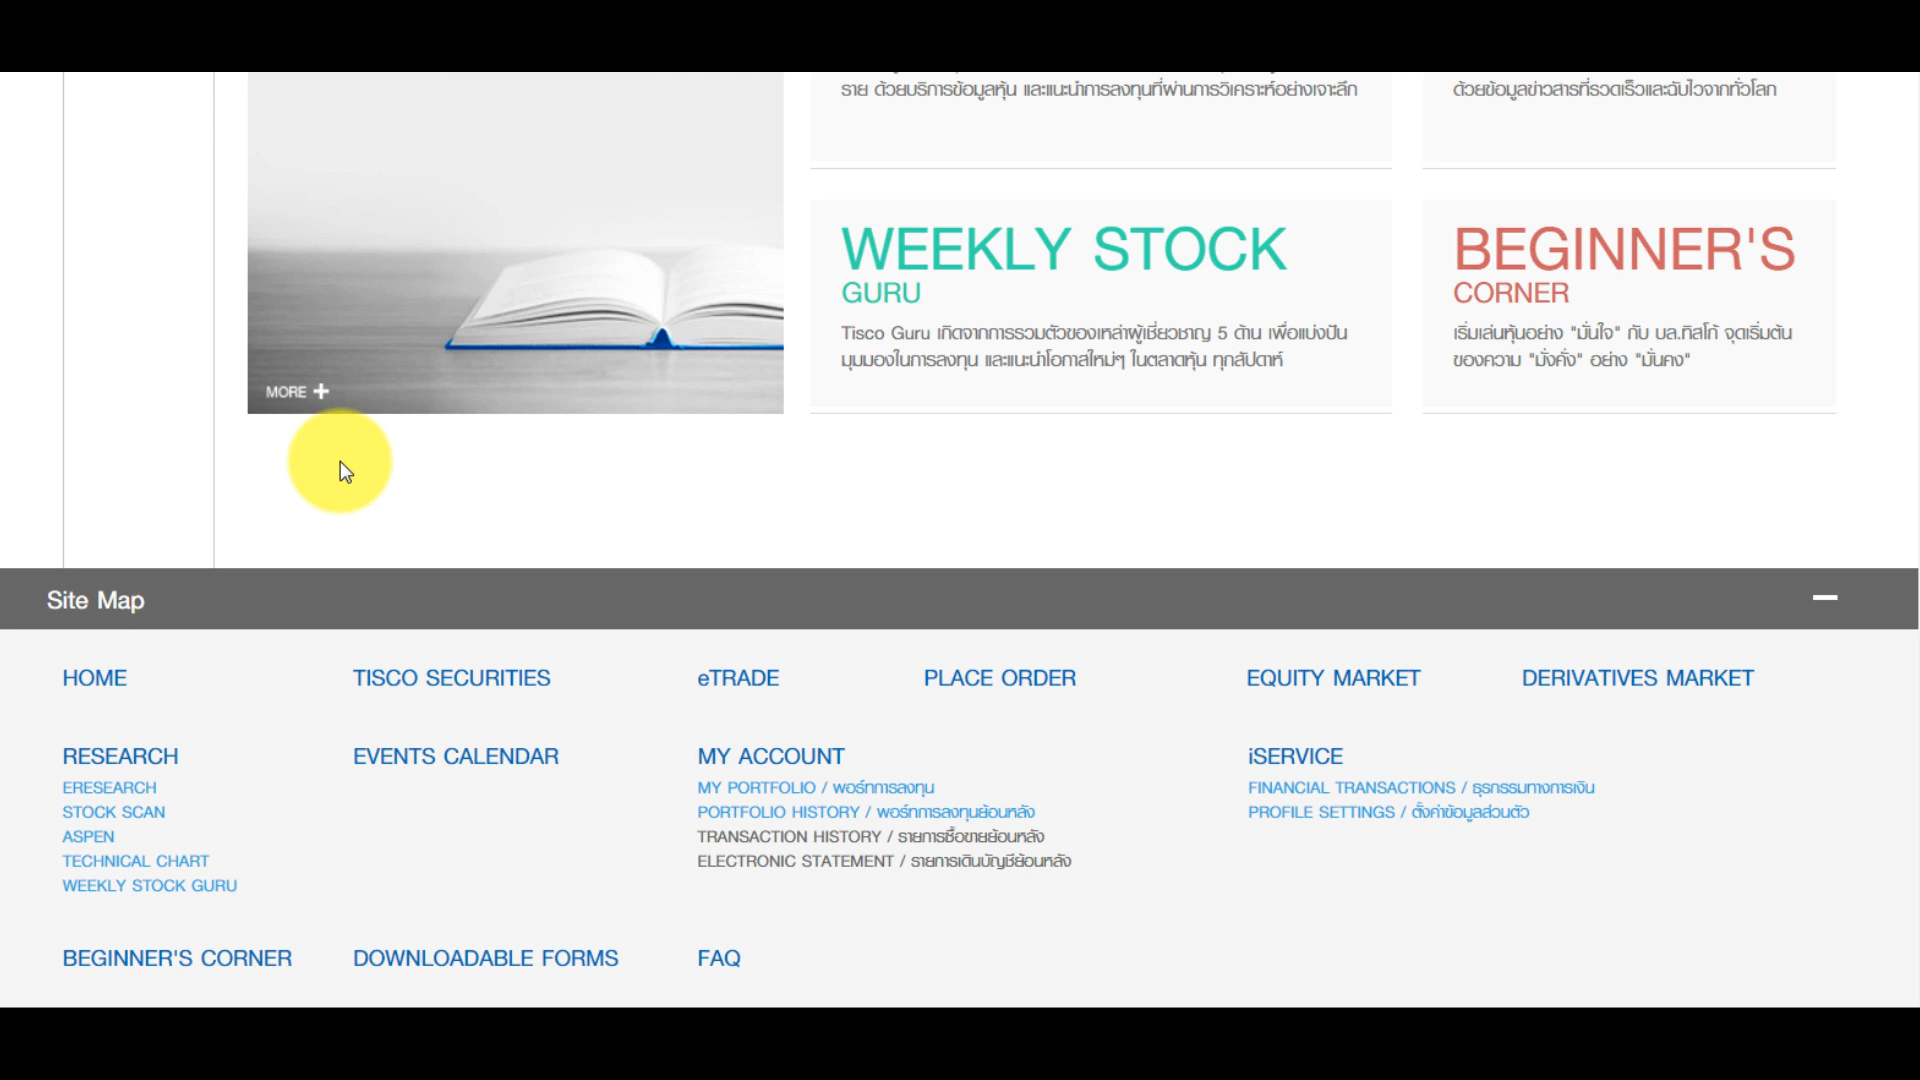 ราย ด้วยบริการข้อมูลหุ้น และแนะนำการลงทุนที่ผ่านการวิเคราะห์อย่างเจาะลึก
ด้วยข้อมูลข่าวสารที่รวดเร็วและฉับไวจากทั่วโลก
WEEKLY STOCK
GURU
Tisco Guru เกิดจากการรวมตัวของเหล่าผู้เชี่ยวชาญ 5 ด้าน เพื่อแบ่งปัน
มุมมองในการลงทุน และแนะนำโอกาสใหม่ๆ ในตลาดหุ้น ทุกสัปดาห์
BEGINNER'S
CORNER
เริ่มเล่นหุ้นอย่าง "มั่นใจ" กับ บล.ทิสโก้ จุดเริ่มต้น
ของความ "มั่งคั่ง" อย่าง "มั่นคง"
MORE +
Site Map
HOME
TISCO SECURITIES
eTRADE
PLACE ORDER
EQUITY MARKET
DERIVATIVES MARKET
RESEARCH
ERESEARCH
STOCK SCAN
ASPEN
TECHNICAL CHART
WEEKLY STOCK GURU
EVENTS CALENDAR
MY ACCOUNT
MY PORTFOLIO / พอร์ทการลงทุน
PORTFOLIO HISTORY / พอร์ทการลงทุนย้อนหลัง
TRANSACTION HISTORY / รายการซื้อขายย้อนหลัง
ELECTRONIC STATEMENT / รายการเดินบัญชีย้อนหลัง
iSERVICE
FINANCIAL TRANSACTIONS / ธุรกรรมทางการเงิน
PROFILE SETTINGS / ตั้งค่าข้อมูลส่วนตัว
BEGINNER'S CORNER
DOWNLOADABLE FORMS
FAQ